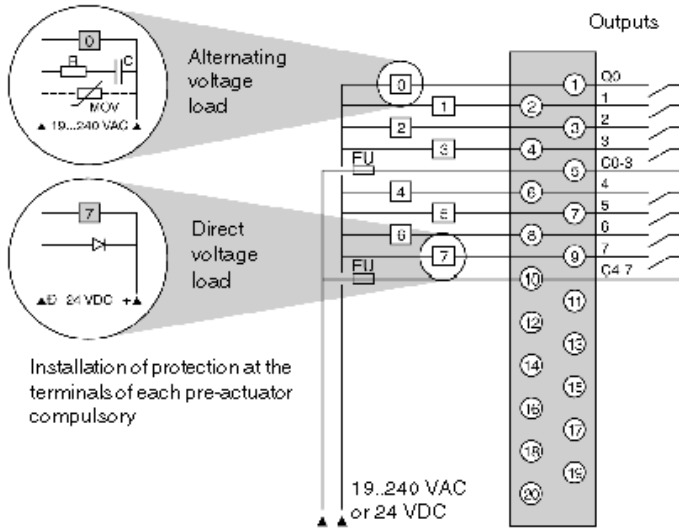 Outputs
0
R
C
MOV
19...240 VAC
Alternating
voltage
load
7
24 VDC +
Direct
voltage
load
Installation of protection at the
terminals of each pre-actuator
compulsory
0
1 Q0
1
2 1
2
3 2
3
4 3
FU
5 C0-3
4
6 4
5
7 5
6
8 6
7
9 7
FU
10 C4-7
11
12
13
14
15
16
17
18
19
20
19..240 VAC
or 24 VDC